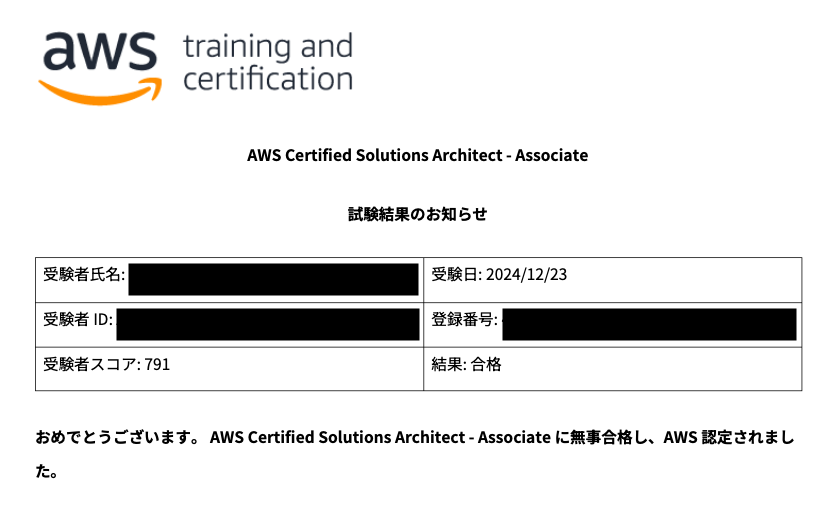 aws training and
certification
AWS Certified Solutions Architect - Associate
試験結果のお知らせ
受験者氏名:
受験日: 2024/12/23
受験者 ID:
登録番号:
受験者スコア: 791
結果: 合格
おめでとうございます。 AWS Certified Solutions Architect - Associate に無事合格し、AWS 認定されまし
た。